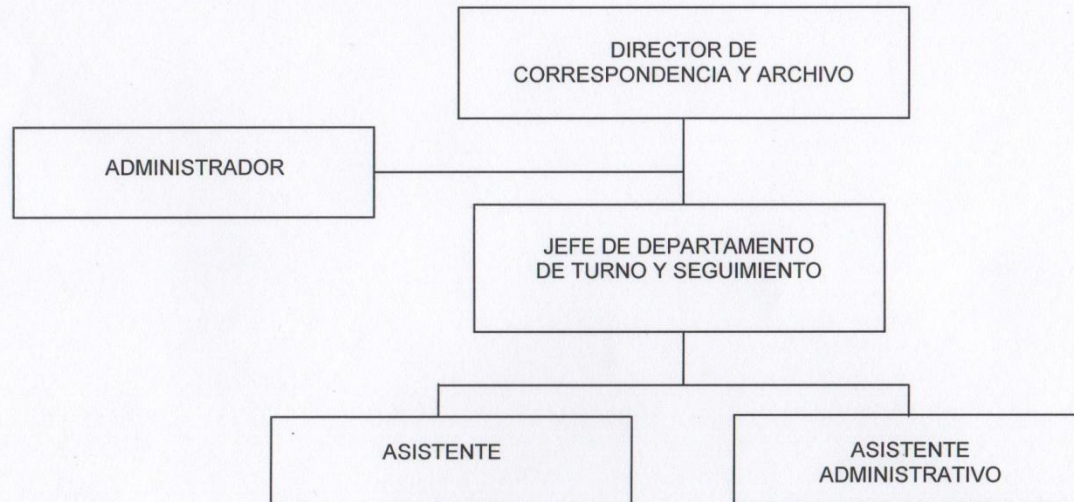 DIRECTOR DE
CORRESPONDENCIA Y ARCHIVO
ADMINISTRADOR
JEFE DE DEPARTAMENTO
DE TURNO Y SEGUIMIENTO
ASISTENTE
ASISTENTE
ADMINISTRATIVO